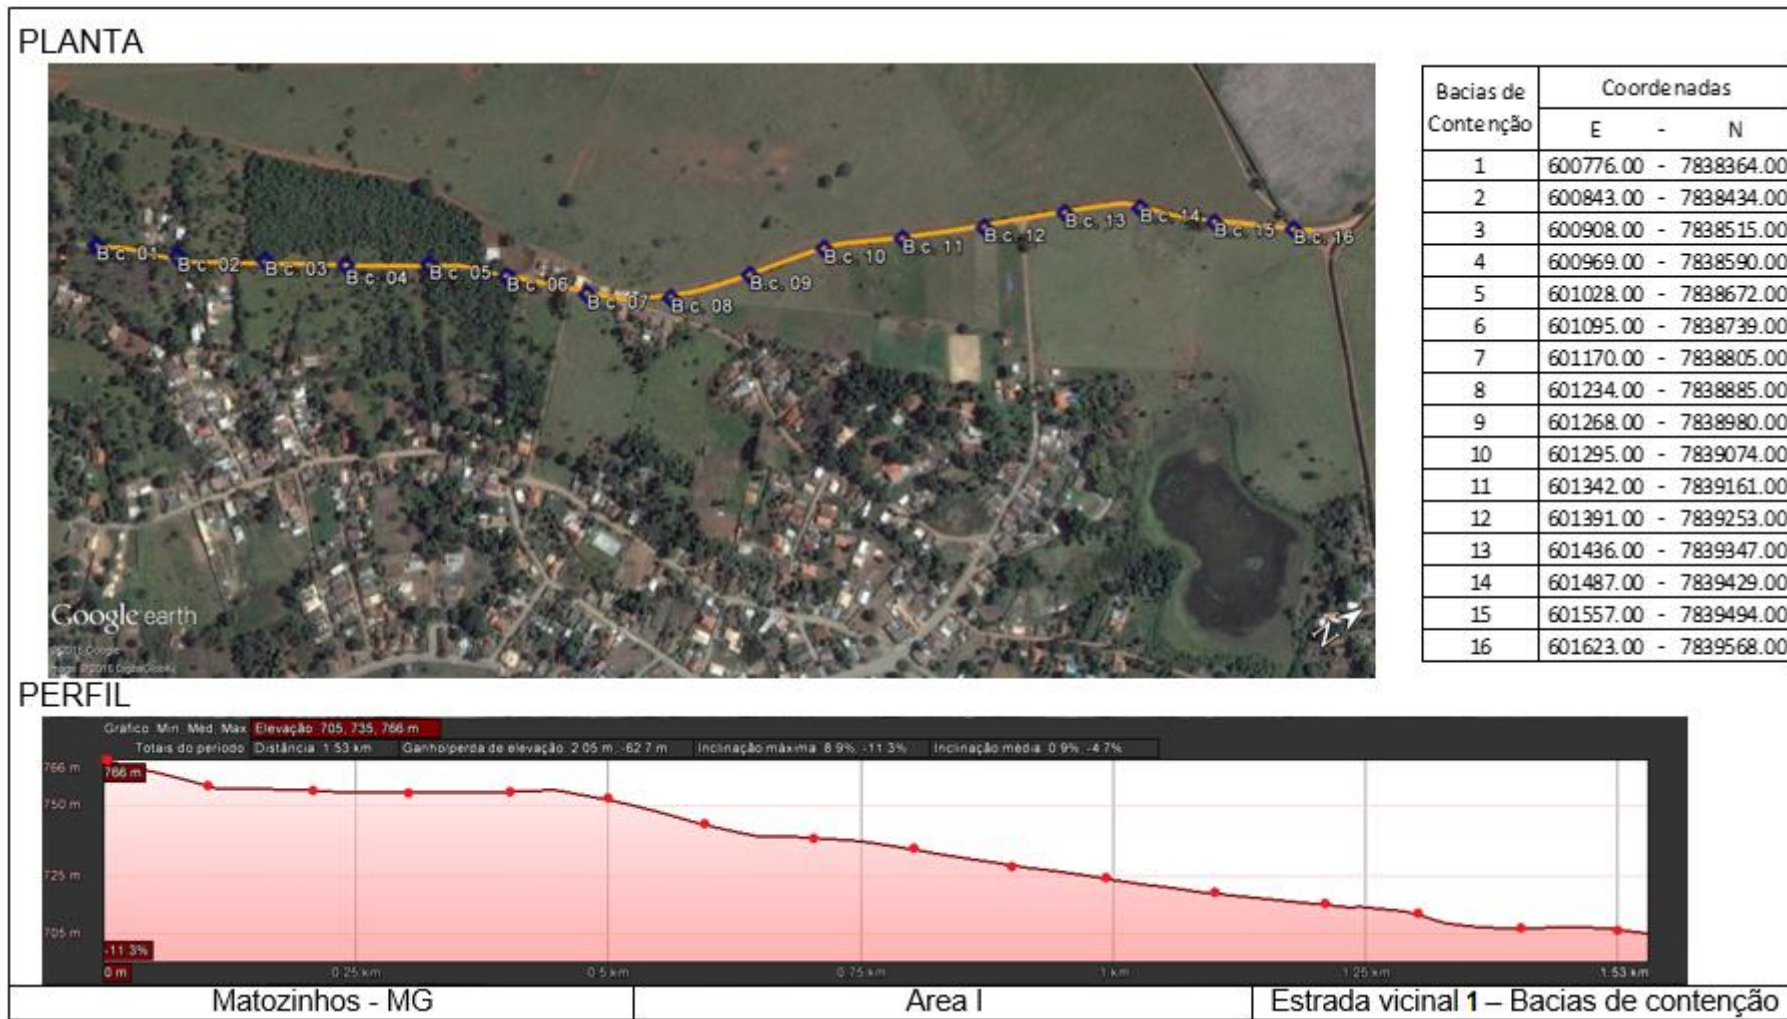 PLANTA
B.c. 01
B.c. 02
B.c. 03
B.c. 04
B.c. 05
B.c. 06
B.c. 07
B.c. 08
B.c. 09
B.c. 10
B.c. 11
B.c. 12
B.c. 13
B.c. 14
B.c. 15
B.c. 16
Google earth
©2016 Google
N
Bacias de Contenção Coordenadas
E - N
1 600776.00 - 7838364.00
2 600843.00 - 7838434.00
3 600908.00 - 7838515.00
4 600969.00 - 7838590.00
5 601028.00 - 7838672.00
6 601095.00 - 7838739.00
7 601170.00 - 7838805.00
8 601234.00 - 7838885.00
9 601268.00 - 7838980.00
10 601295.00 - 7839074.00
11 601342.00 - 7839161.00
12 601391.00 - 7839253.00
13 601436.00 - 7839347.00
14 601487.00 - 7839429.00
15 601557.00 - 7839494.00
16 601623.00 - 7839568.00
PERFIL
Gráfico Min, Méd, Máx Elevação 705, 735, 766 m
Totais do período Distância 1.53 km Ganho/perda de elevação 2.05 m, -62.7 m Inclinação máxima 8.9%, -11.3% Inclinação média 0.9%, -4.7%
766 m
766 m
750 m
725 m
705 m
-11.3%
0 m 0.25 km 0.5 km 0.75 km 1 km 1.25 km 1.53 km
Matozinhos - MG Area I Estrada vicinal 1 – Bacias de contenção